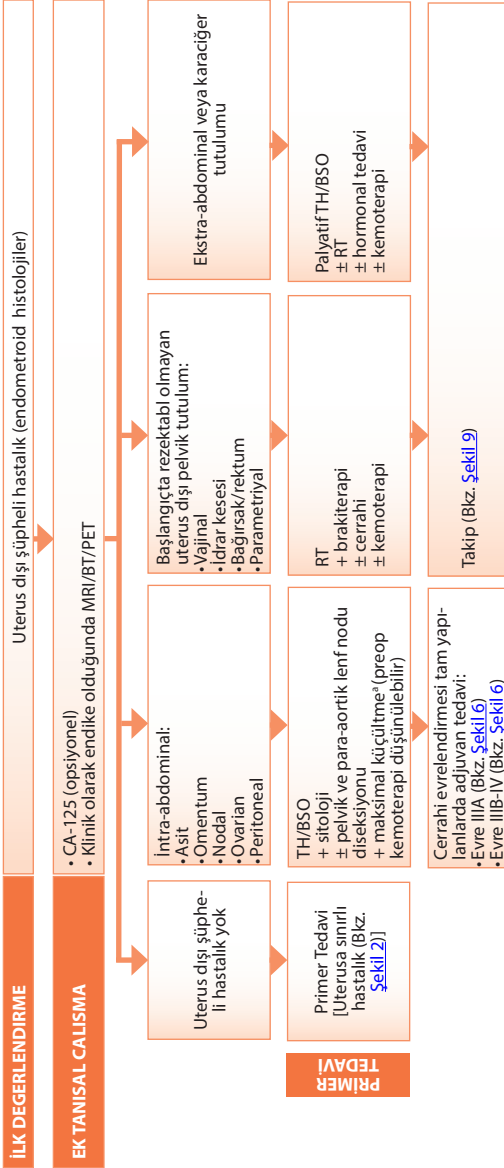 İLK DEGERLENDIRME
Uterus dışı şüpheli hastalık (endometroid histolojiler)
EK TANISAL CALISMA
• CA-125 (opsiyonel)
• Klinik olarak endike olduğunda MRI/BT/PET
Uterus dışı şüphe-
li hastalık yok
İntra-abdominal:
•Asit
•Omentum
•Nodal
•Ovarian
•Peritoneal
Başlangıçta rezektabl olmayan
uterus dışı pelvik tutulum:
•Vajinal
•İdrar kesesi
•Bağırsak/rektum
•Parametriyal
Ekstra-abdominal veya karaciğer
tutulumu
PRİMER
TEDAVİ
Primer Tedavi
[Uterusa sınırlı
hastalık (Bkz.
Şekil 2)]
TH/BSO
+ sitoloji
± pelvik ve para-aortik lenf nodu
diseksiyonu
+ maksimal küçültmeª (preop
kemoterapi düşünülebilir)
RT
+ brakiterapi
± cerrahi
± kemoterapi
Palyatif TH/BSO
± RT
± hormonal tedavi
± kemoterapi
Cerrahi evrelendirmesi tam yapı-
lanlarda adjuvan tedavi:
•Evre IIIA (Bkz. Şekil 6)
•Evre IIIB-IV (Bkz. Şekil 6)
Takip (Bkz. Şekil 9)